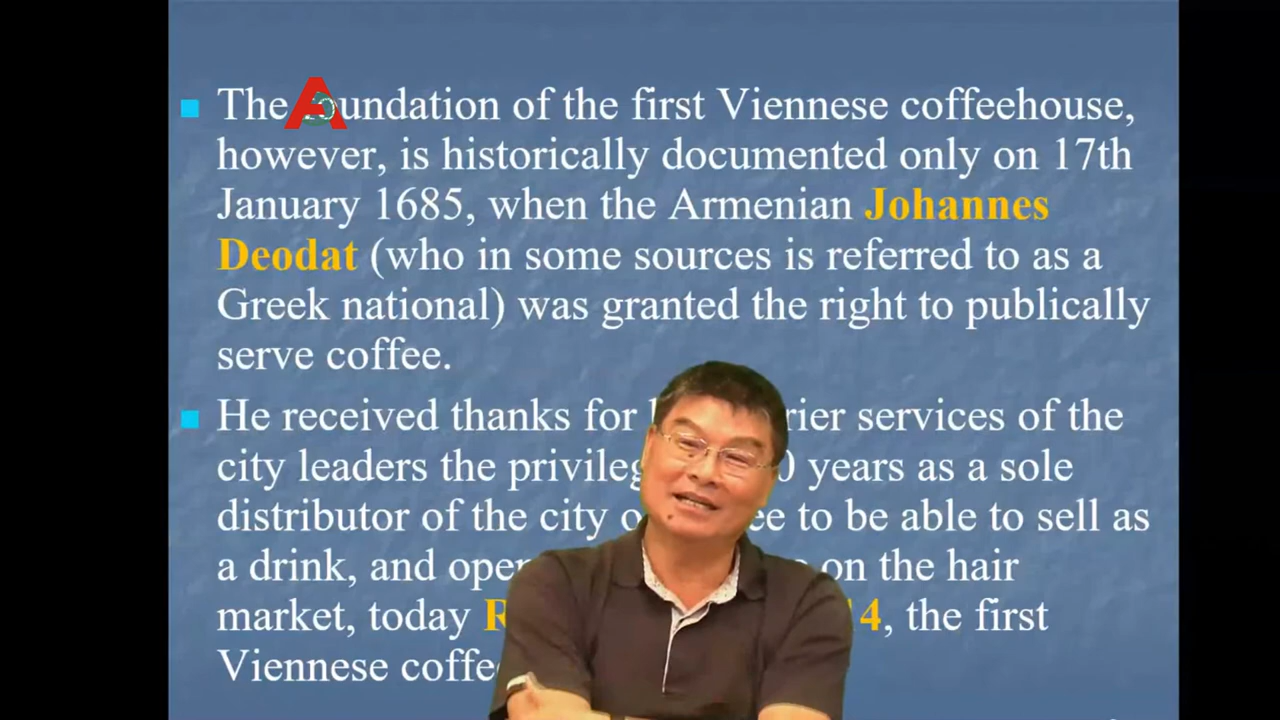 The undation of the first Viennese coffeehouse,
however, is historically documented only on 17th
January 1685, when the Armenian Johannes
Deodat (who in some sources is referred to as a
Greek national) was granted the right to publically
serve coffee.
He received thanks for rier services of the
city leaders the privileg 0 years as a sole
distributor of the city o ee to be able to sell as
a drink, and oper on the hair
market, today R 14, the first
Viennese coffe